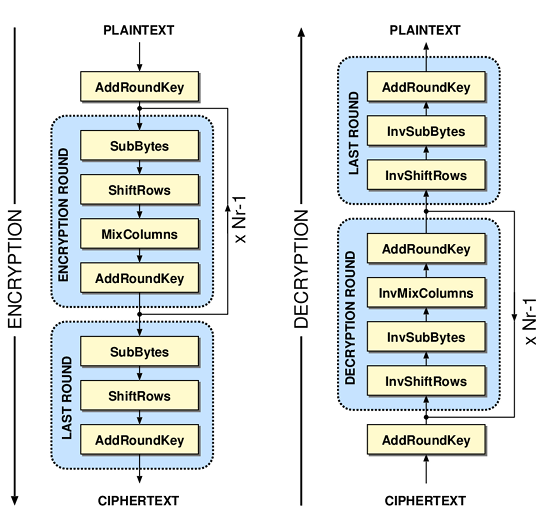 PLAINTEXT
AddRoundKey
SubBytes
ShiftRows
MixColumns
AddRoundKey
ENCRYPTION ROUND
x Nr-1
SubBytes
ShiftRows
AddRoundKey
LAST ROUND
CIPHERTEXT
ENCRYPTION
PLAINTEXT
AddRoundKey
InvSubBytes
InvShiftRows
LAST ROUND
AddRoundKey
InvMixColumns
InvSubBytes
InvShiftRows
DECRYPTION ROUND
x Nr-1
AddRoundKey
CIPHERTEXT
DECRYPTION